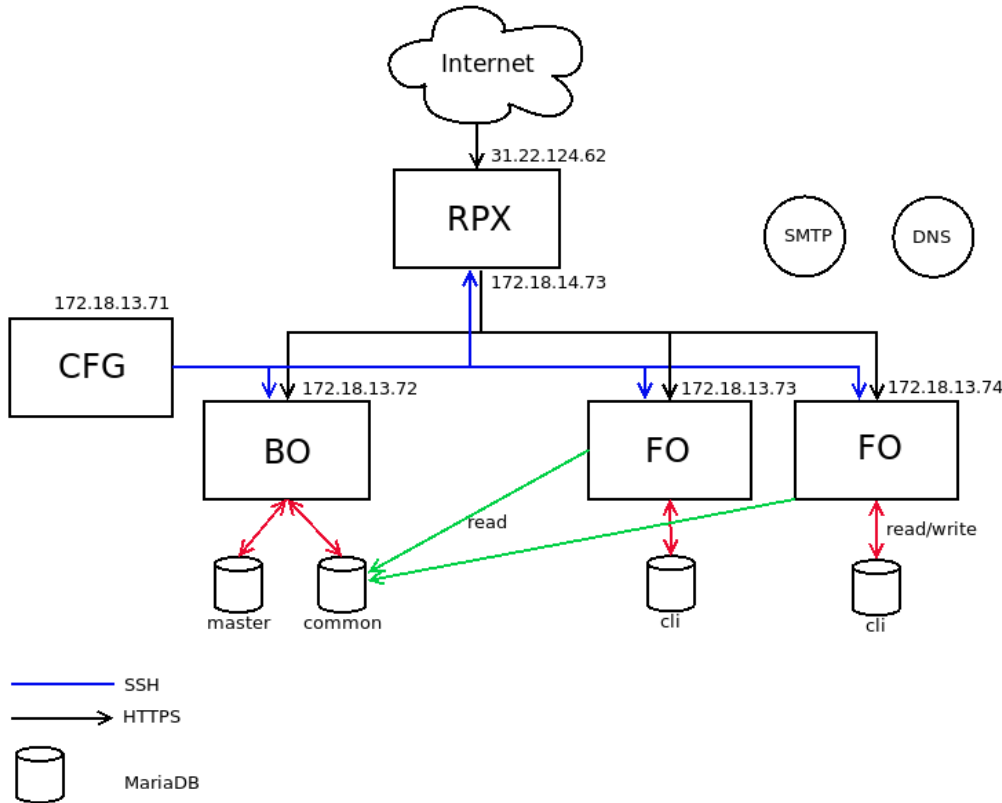 Internet
31.22.124.62
RPX
SMTP
DNS
172.18.14.73
172.18.13.71
CFG
172.18.13.72
172.18.13.73
172.18.13.74
BO
FO
FO
read
read/write
master
common
cli
cli
SSH
HTTPS
MariaDB